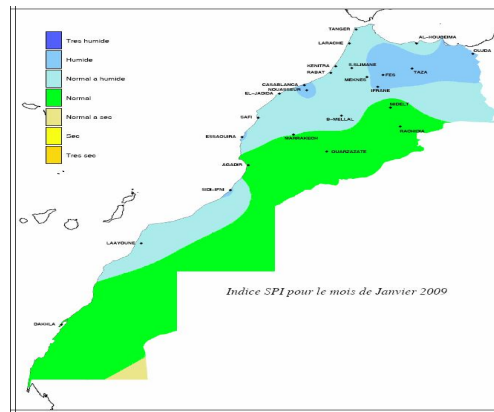 Tres humide
Humide
Normal a humide
Normal
Normal a sec
Sec
Tres sec
TANGER
AL-HOUCEIMA
OUJDA
LARACHE
KENITRA
S.SLIMANE
RABAT
MEKNES
FES
TAZA
CASABLANCA
NOUASSEUR
IFRANE
EL-JADIDA
MIDELT
SAFI
B-MELLAL
RACHIDIA
ESSAOUIRA
MARRAKECH
OUARZAZATE
AGADIR
SIDI-IFNI
LAAYOUNE
Indice SPI pour le mois de Janvier 2009
DAKHLA